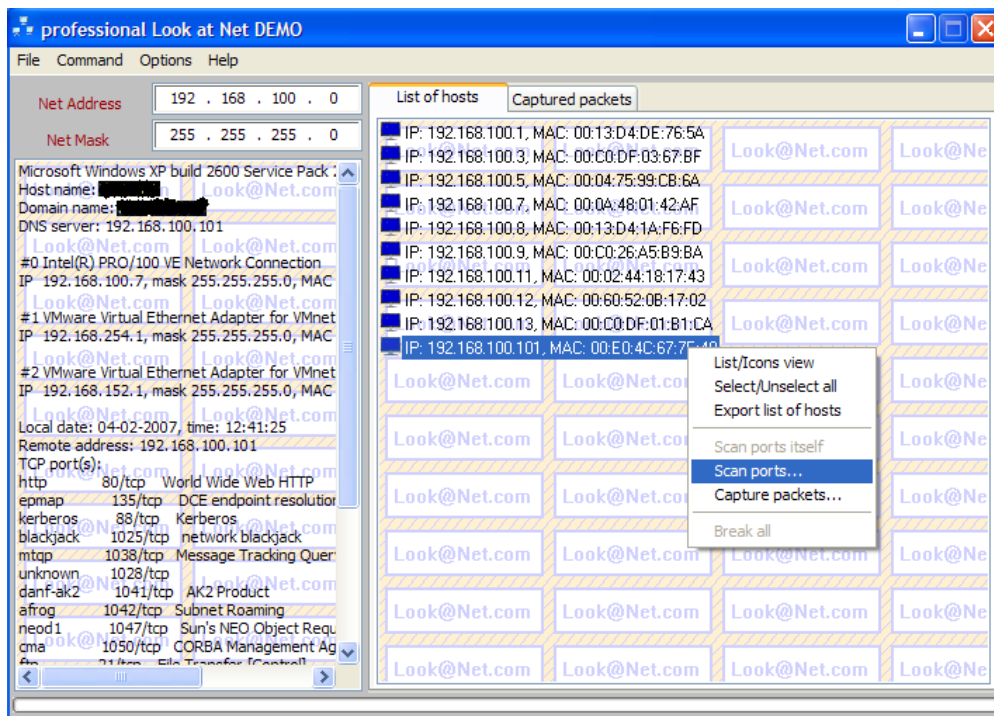 professional Look at Net DEMO
File Command Options Help
Net Address 192 . 168 . 100 . 0
Net Mask 255 . 255 . 255 . 0
Microsoft Windows XP build 2600 Service Pack
Host name:
Domain name:
DNS server: 192.168.100.101
#0 Intel(R) PRO/100 VE Network Connection
IP 192.168.100.7, mask 255.255.255.0, MAC
#1 VMware Virtual Ethernet Adapter for VMnet
IP 192.168.254.1, mask 255.255.255.0, MAC
#2 VMware Virtual Ethernet Adapter for VMnet
IP 192.168.152.1, mask 255.255.255.0, MAC
Local date: 04-02-2007, time: 12:41:25
Remote address: 192.168.100.101
TCP port(s):
http 80/tcp World Wide Web HTTP
epmap 135/tcp DCE endpoint resolution
kerberos 88/tcp Kerberos
blackjack 1025/tcp network blackjack
mtqp 1038/tcp Message Tracking Quer
unknown 1028/tcp
danf-ak2 1041/tcp AK2 Product
afrog 1042/tcp Subnet Roaming
neod1 1047/tcp Sun's NEO Object Requ
cma 1050/tcp CORBA Management Ag
ftp 21/tcp File Transfer [Control]
List of hosts Captured packets
IP: 192.168.100.1, MAC: 00:13:D4:DE:76:5A
IP: 192.168.100.3, MAC: 00:C0:DF:03:67:BF
IP: 192.168.100.5, MAC: 00:04:75:99:CB:6A
IP: 192.168.100.7, MAC: 00:0A:48:01:42:AF
IP: 192.168.100.8, MAC: 00:13:D4:1A:F6:FD
IP: 192.168.100.9, MAC: 00:C0:26:A5:B9:BA
IP: 192.168.100.11, MAC: 00:02:44:18:17:43
IP: 192.168.100.12, MAC: 00:60:52:0B:17:02
IP: 192.168.100.13, MAC: 00:C0:DF:01:B1:CA
IP: 192.168.100.101, MAC: 00:E0:4C:67:7
List/Icons view
Select/Unselect all
Export list of hosts
Scan ports itself
Scan ports...
Capture packets...
Break all
Look@Net.com